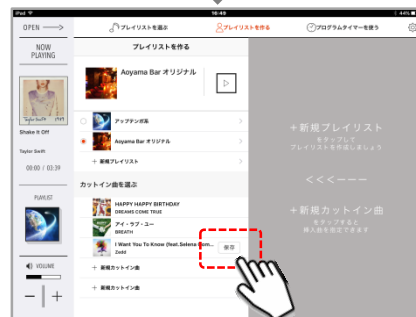 iPad
16:49
44%
OPEN
プレイリストを選ぶ
プレイリストを作る
プログラムタイマーを使う
NOW
PLAYING
Taylor Swift 1989
Shake It Off
Taylor Swift
00:00 / 03:39
PLAYLIST
VOLUME
プレイリストを作る
Aoyama Bar オリジナル
アップテンポ系
Aoyama Bar オリジナル
+ 新規プレイリスト
カットイン曲を選ぶ
HAPPY HAPPY BIRTHDAY
DREAMS COME TRUE
アイ・ラブ・ユー
BREATH
I Want You To Know (feat.Selena Gom...
Zedd
保存
+ 新規カットイン曲
+ 新規カットイン曲
+新規プレイリスト
をタップして
プレイリストを作成しましょう
<<<---
+新規カットイン曲
をタップすると
挿入曲を指定できます